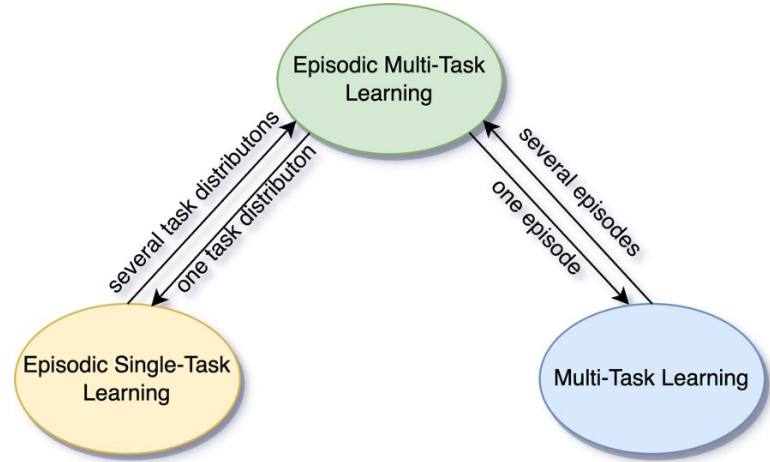 Episodic Multi-Task
Learning
several task distributons
one task distributon
one episode
several episodes
Episodic Single-Task
Learning
Multi-Task Learning